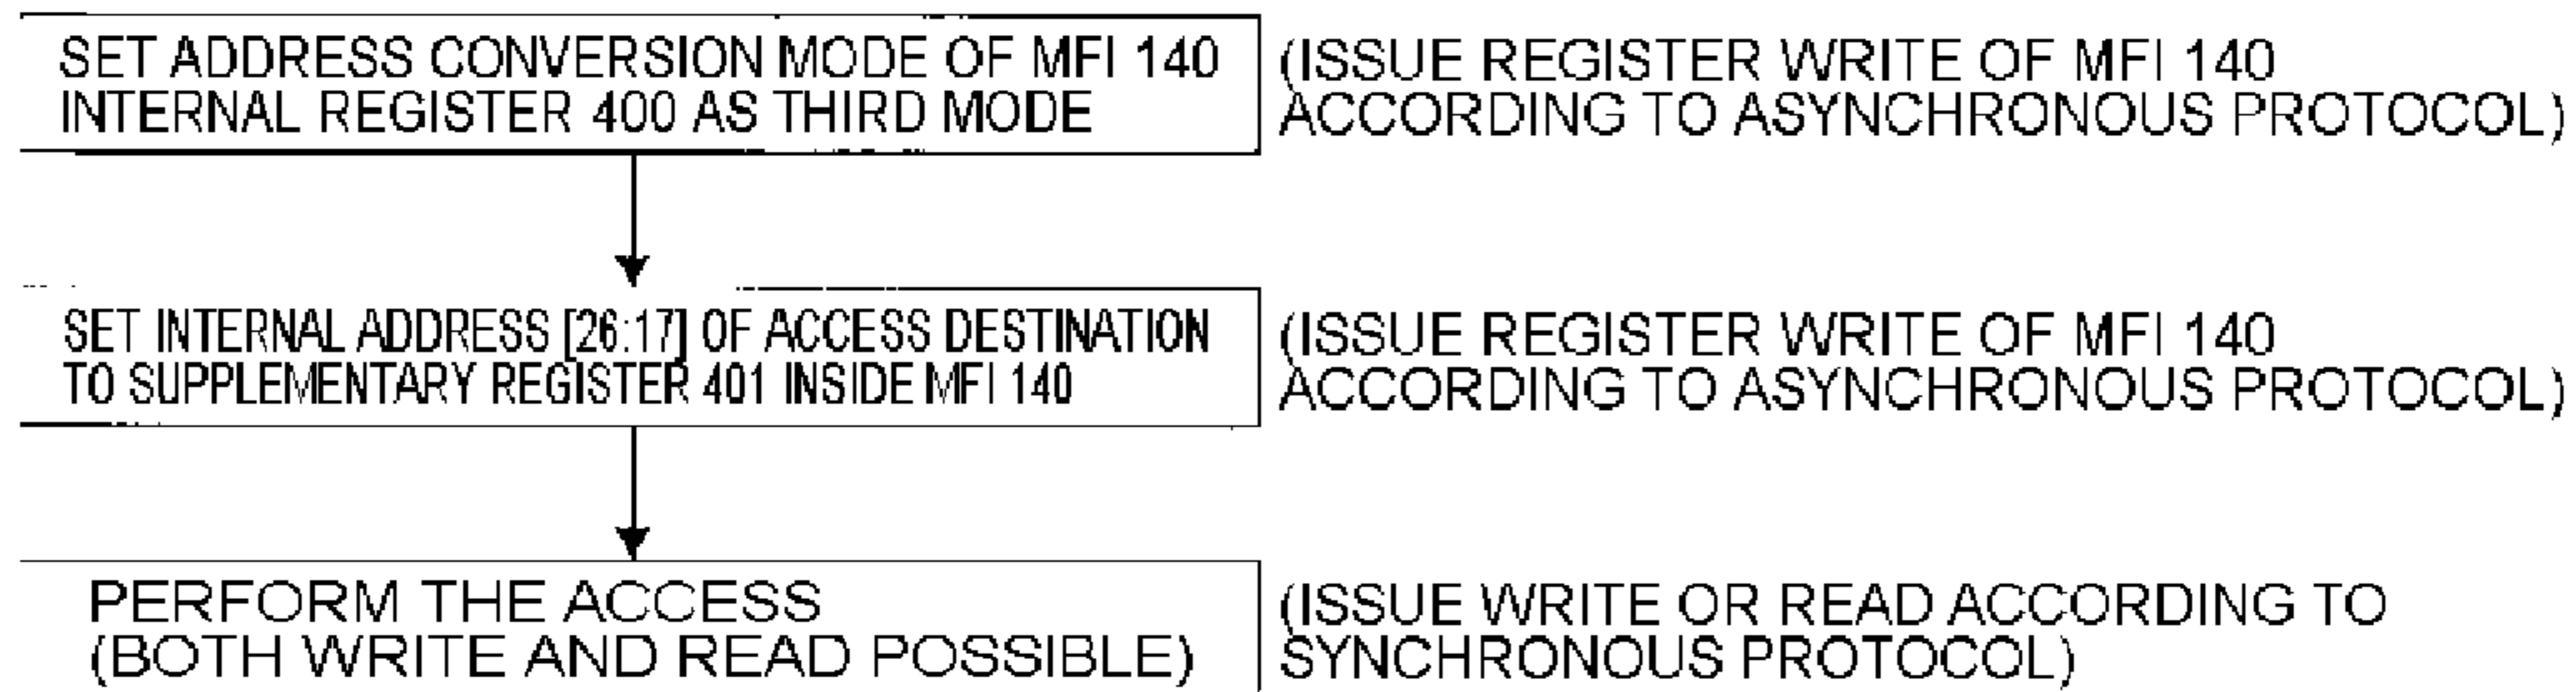 SET ADDRESS CONVERSION MODE OF MFI 140
INTERNAL REGISTER 400 AS THIRD MODE
(ISSUE REGISTER WRITE OF MFI 140
ACCORDING TO ASYNCHRONOUS PROTOCOL)
SET INTERNAL ADDRESS [26:17] OF ACCESS DESTINATION
TO SUPPLEMENTARY REGISTER 401 INSIDE MFI 140
(ISSUE REGISTER WRITE OF MFI 140
ACCORDING TO ASYNCHRONOUS PROTOCOL)
PERFORM THE ACCESS
(BOTH WRITE AND READ POSSIBLE)
(ISSUE WRITE OR READ ACCORDING TO
SYNCHRONOUS PROTOCOL)